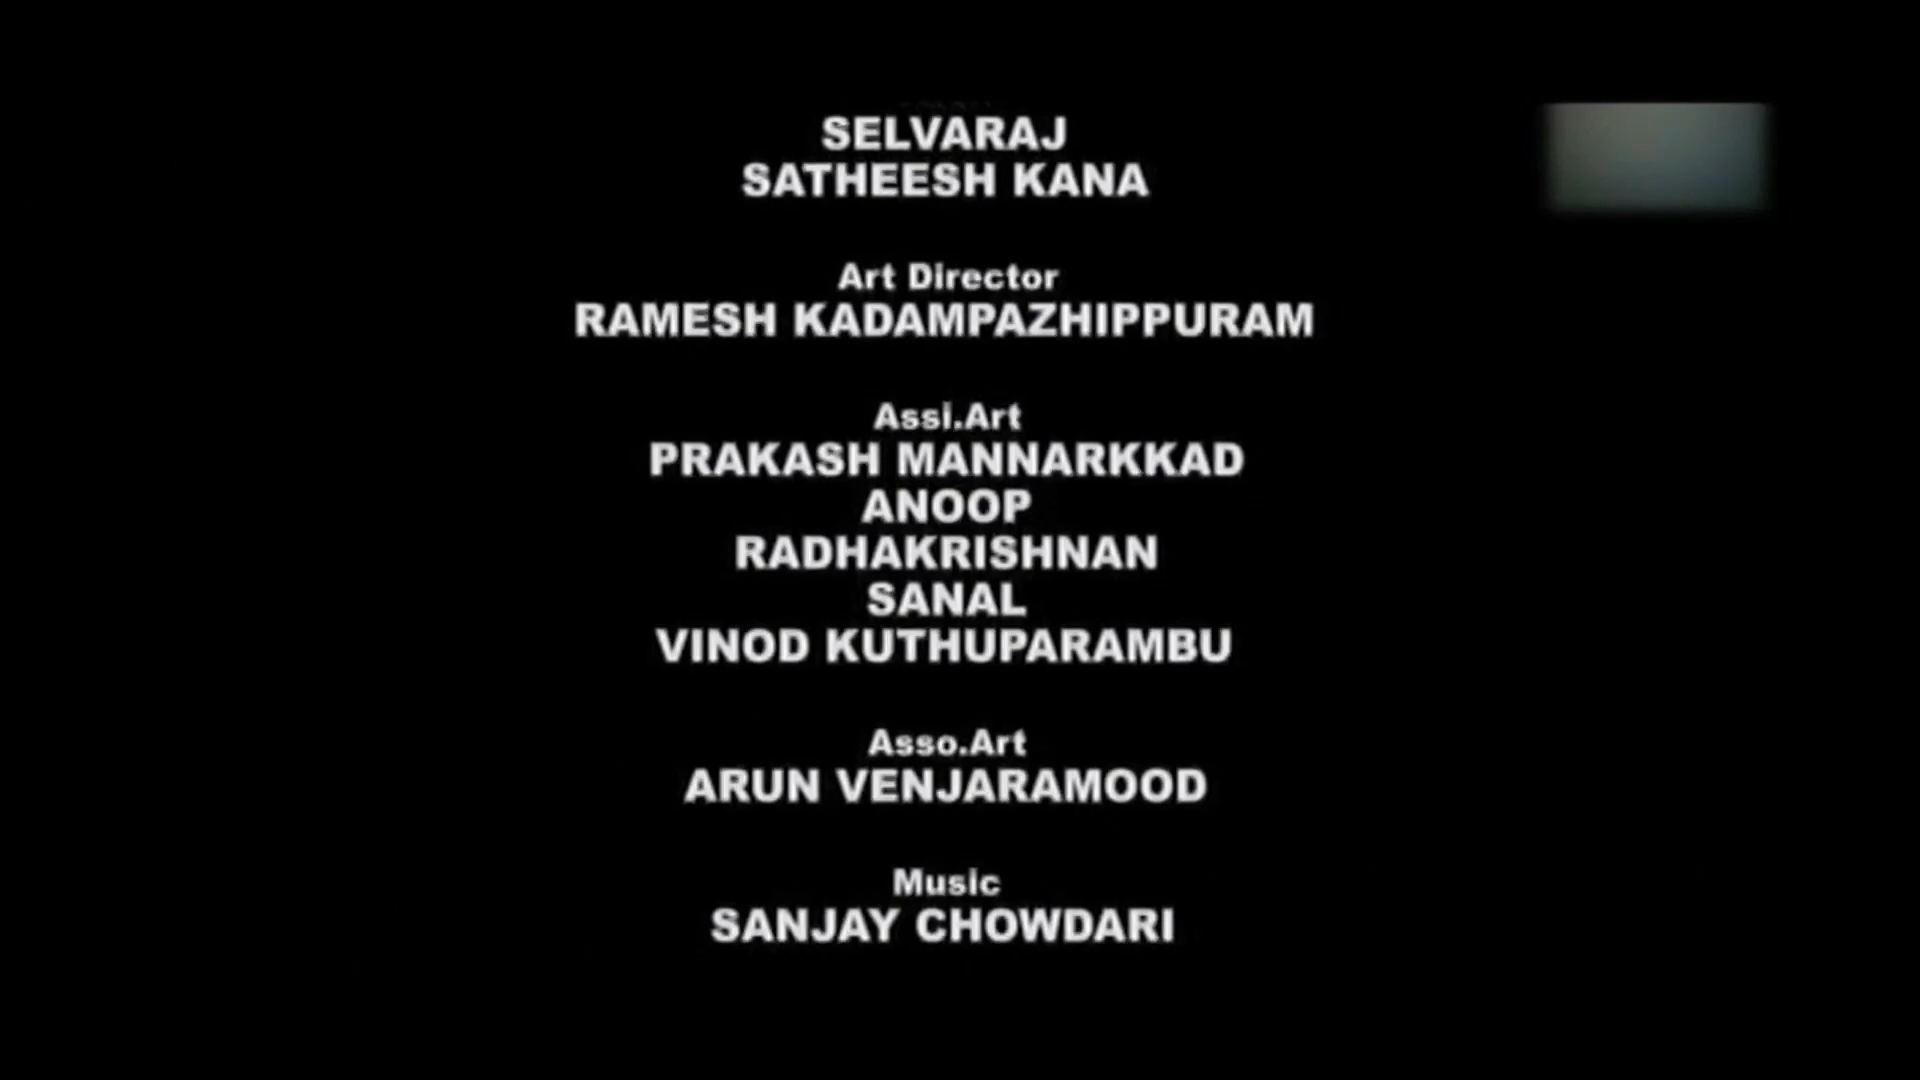 SELVARAJ
SATHEESH KANA
Art Director
RAMESH KADAMPAZHIPPURAM
Assi.Art
PRAKASH MANNARKKAD
ANOOP
RADHAKRISHNAN
SANAL
VINOD KUTHUPARAMBU
Asso.Art
ARUN VENJARAMOOD
Music
SANJAY CHOWDARI